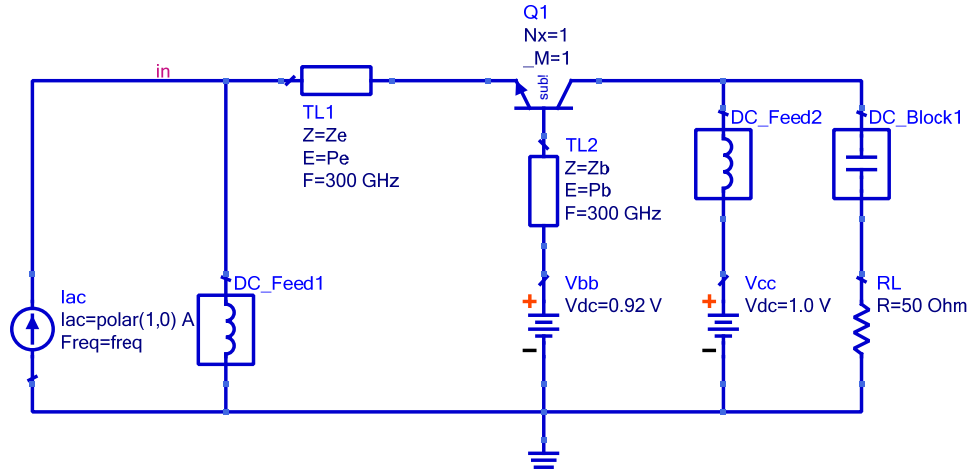 Q1
Nx=1
_M=1
sub!
in
TL1
Z=Ze
E=Pe
F=300 GHz
TL2
Z=Zb
E=Pb
F=300 GHz
DC_Feed2
DC_Block1
Iac
Iac=polar(1,0) A
Freq=freq
DC_Feed1
+
Vbb
Vdc=0.92 V
−
+
Vcc
Vdc=1.0 V
−
RL
R=50 Ohm